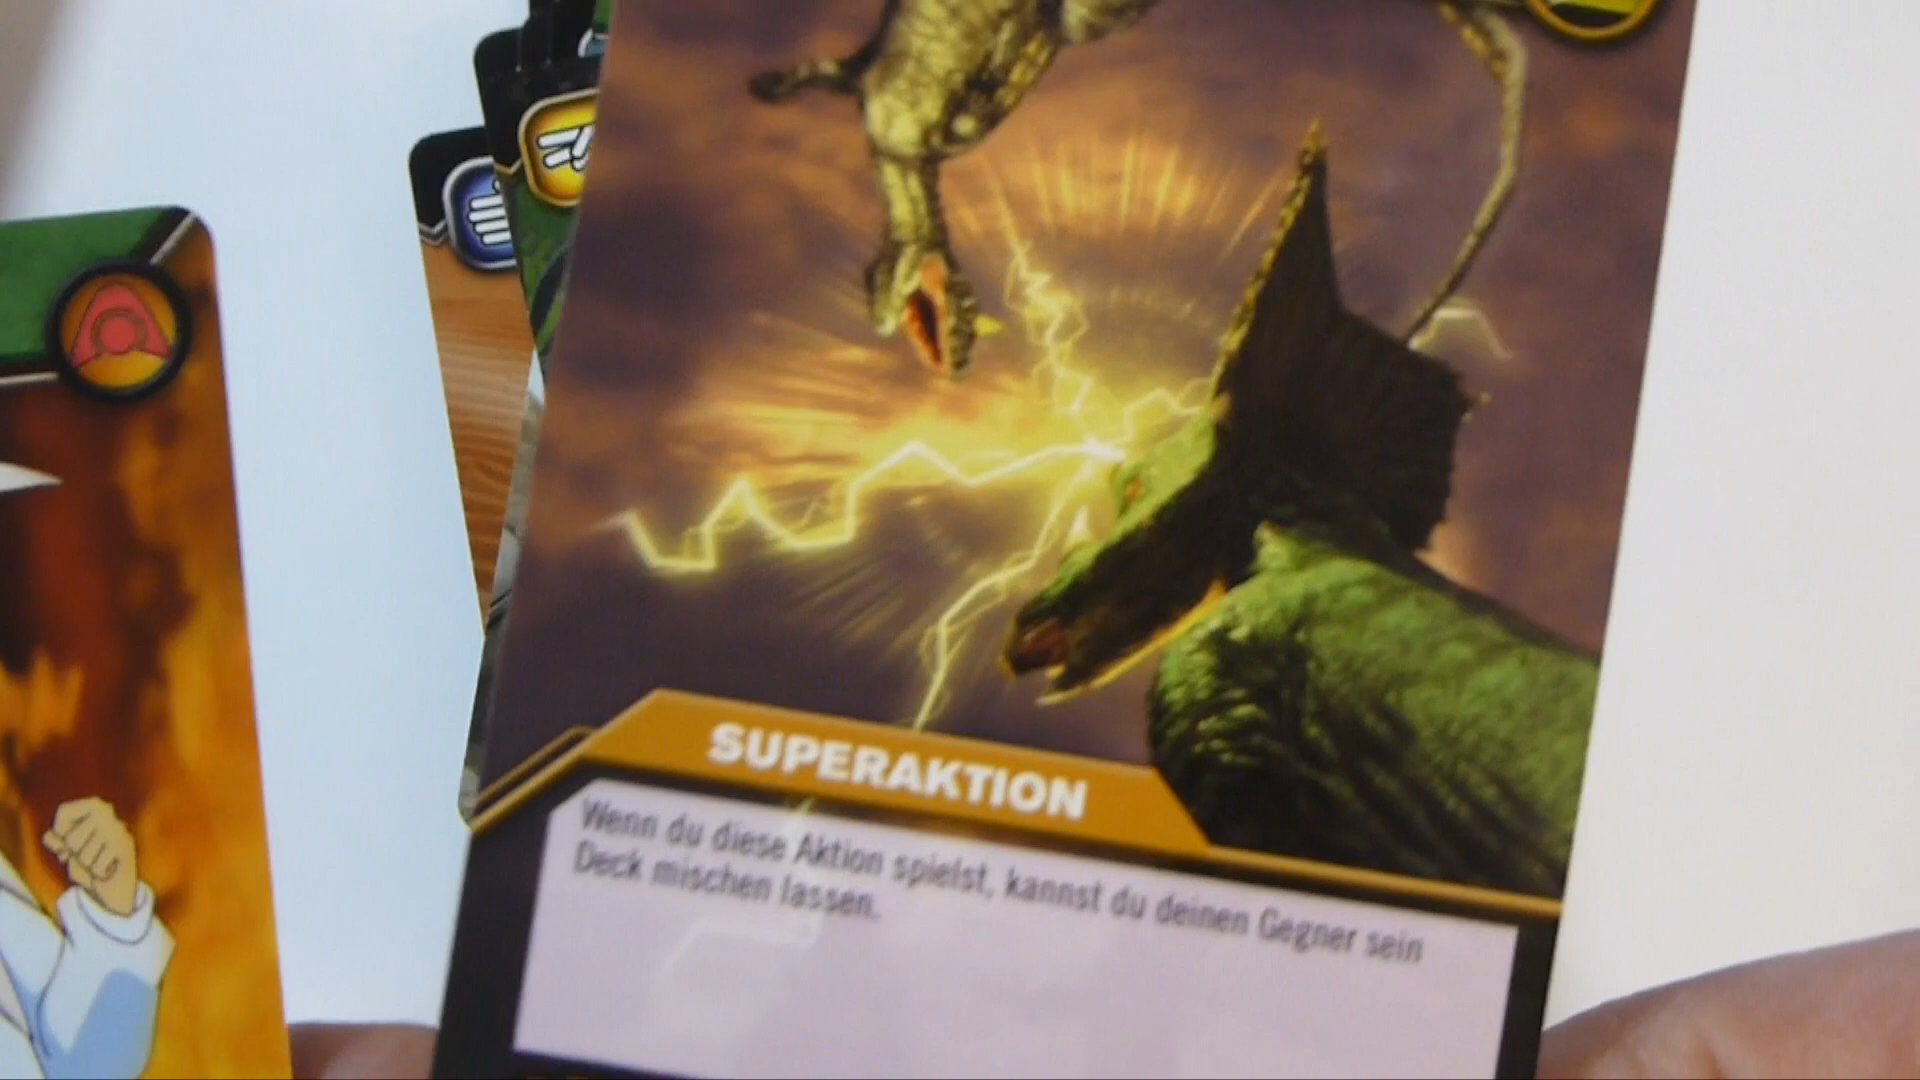 SUPERAKTION
Wenn du diese Aktion spielst, kannst du deinen Gegner sein
Deck mischen lassen.